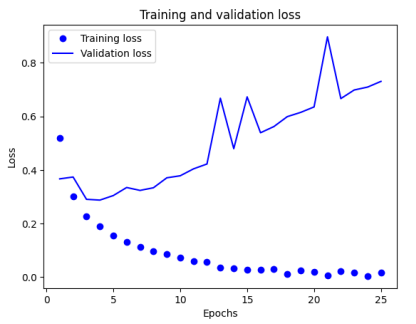 Training and validation loss
Training loss
Validation loss
0.8
0.6
0.4
0.2
0.0
Loss
0 5 10 15 20 25
Epochs